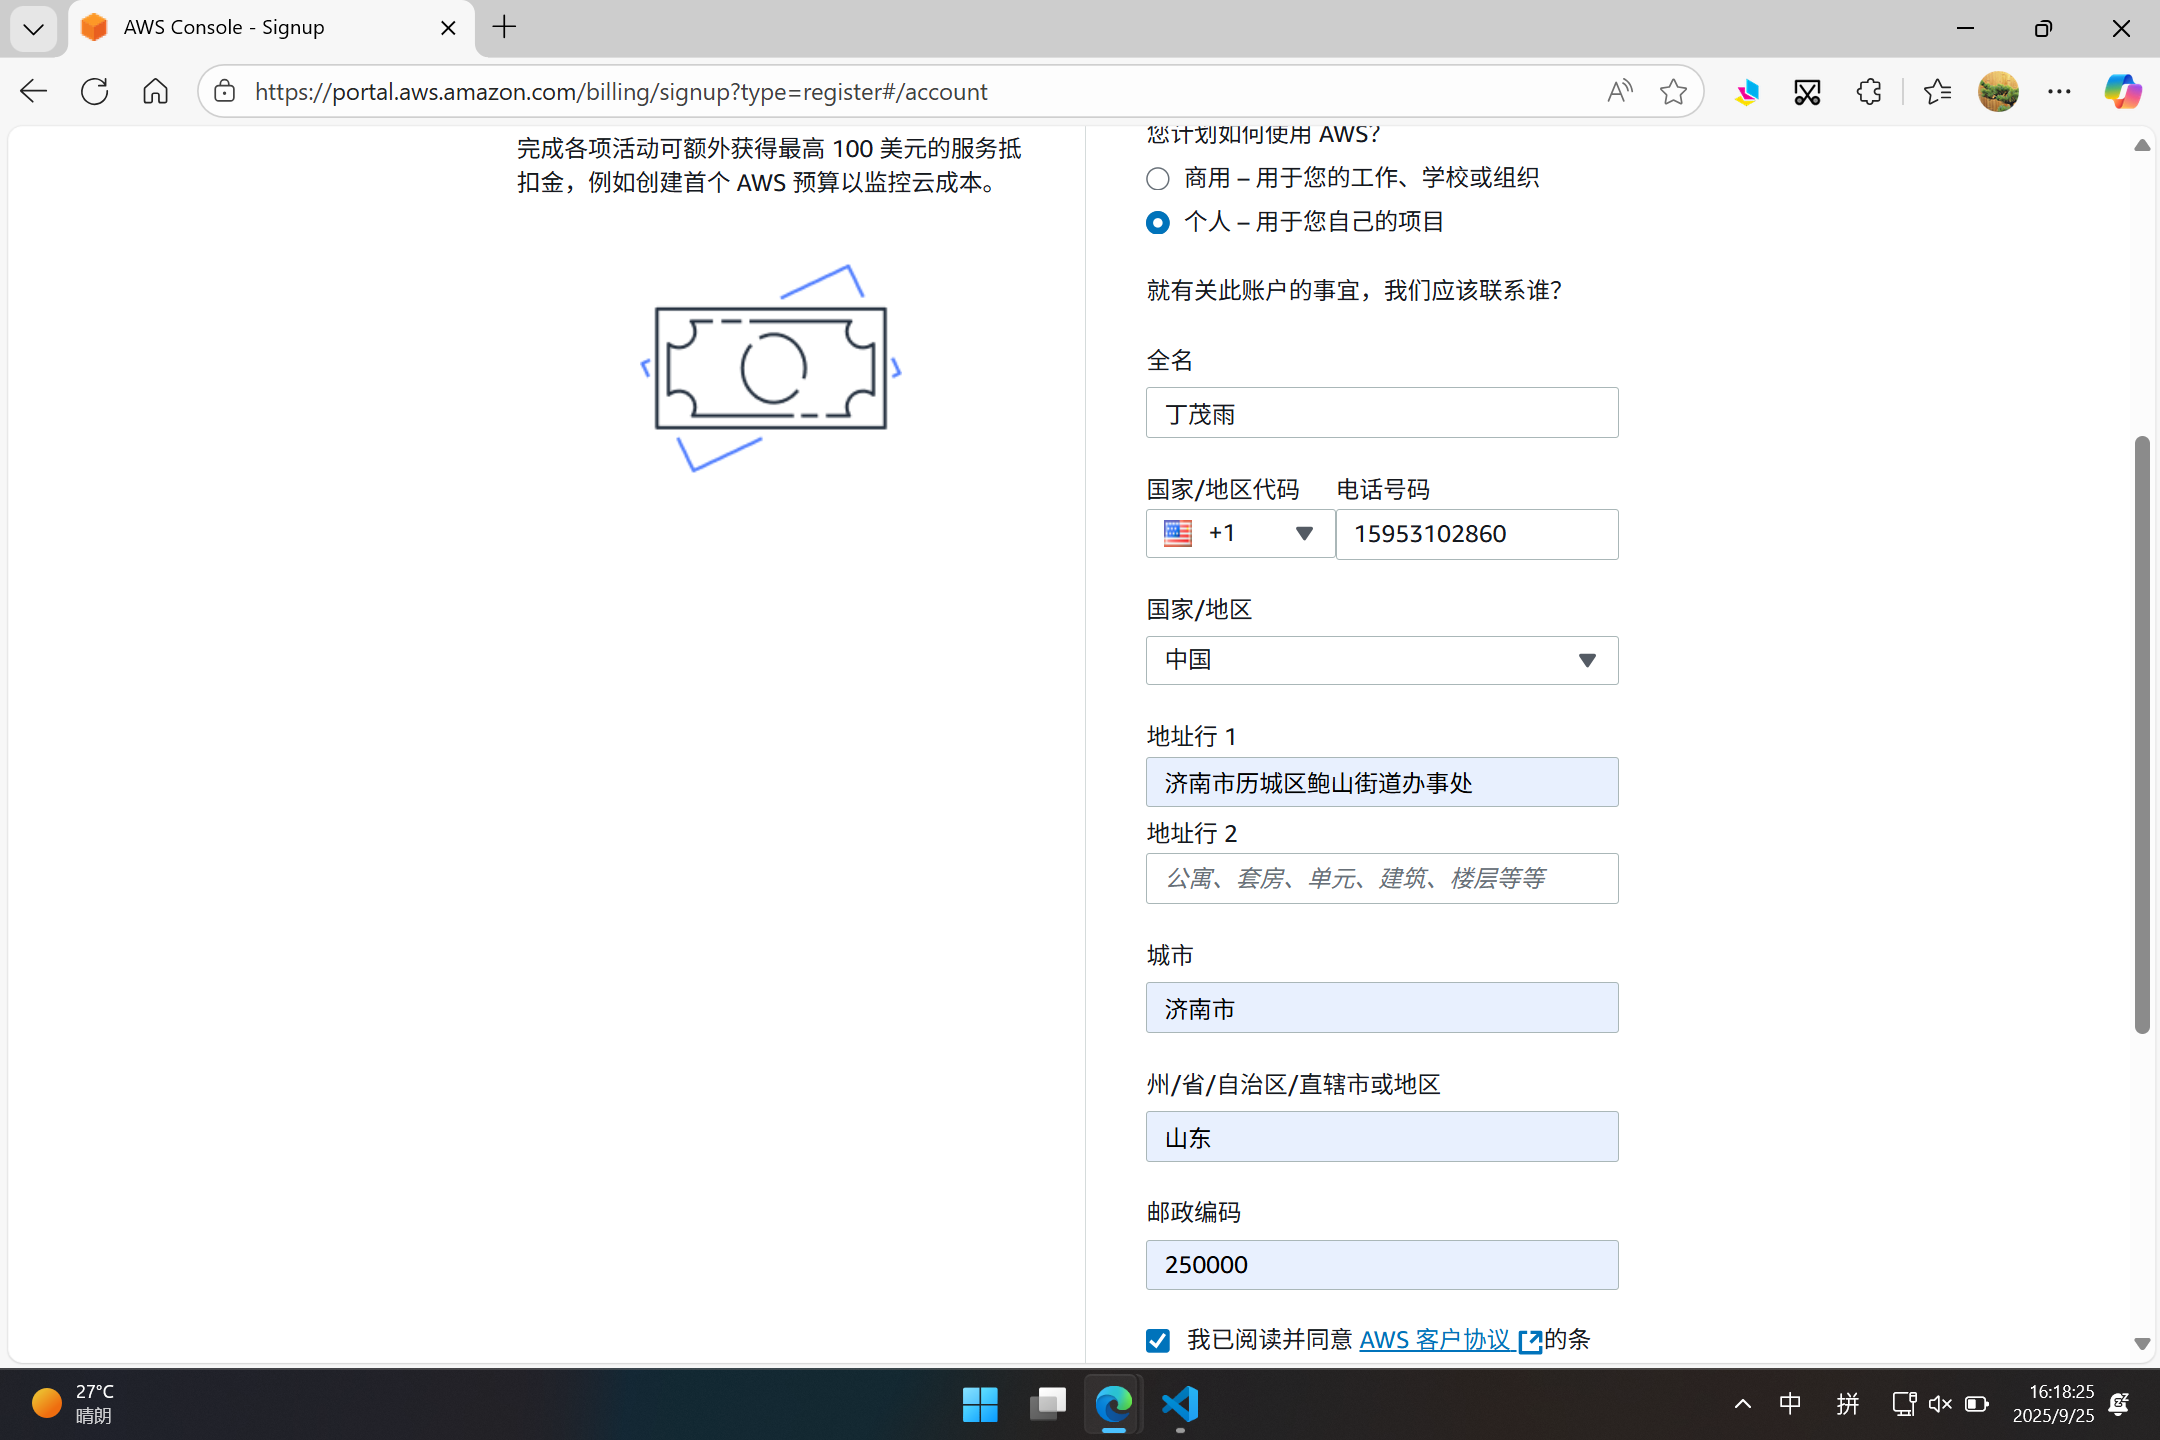 AWS Console - Signup
https://portal.aws.amazon.com/billing/signup?type=register#/account
完成各项活动可额外获得最高 100 美元的服务抵
扣金，例如创建首个 AWS 预算以监控云成本。
您计划如何使用 AWS？
商用 – 用于您的工作、学校或组织
个人 – 用于您自己的项目
就有关此账户的事宜，我们应该联系谁？
全名
丁茂雨
国家/地区代码 电话号码
+1 15953102860
国家/地区
中国
地址行 1
济南市历城区鲍山街道办事处
地址行 2
公寓、套房、单元、建筑、楼层等等
城市
济南市
州/省/自治区/直辖市或地区
山东
邮政编码
250000
我已阅读并同意 AWS 客户协议 的条
27°C
晴朗
中 拼
16:18:25
2025/9/25